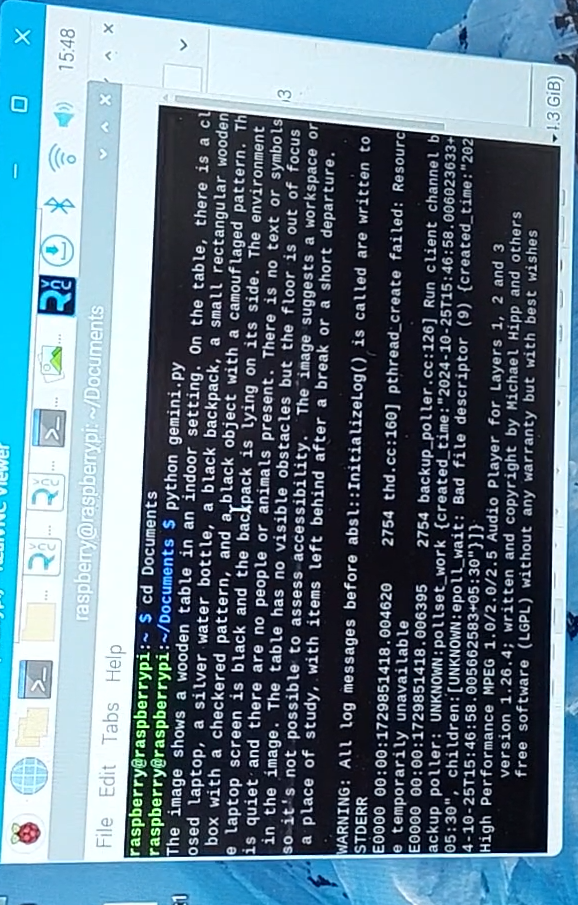 RealVNC Viewer
15:48
raspberry@raspberrypi: ~/Documents
File Edit Tabs Help
raspberry@raspberrypi:~ $ cd Documents
raspberry@raspberrypi:~/Documents $ python gemini.py
The image shows a wooden table in an indoor setting. On the table, there is a cl
osed laptop, a silver water bottle, a black backpack, a small rectangular wooden
box with a checkered pattern, and a black object with a camouflaged pattern. Th
e laptop screen is black and the backpack is lying on its side. The environment
is quiet and there are no people or animals present. There is no text or symbols
in the image. The table has no visible obstacles but the floor is out of focus
so it's not possible to assess accessibility. The image suggests a workspace or
a place of study, with items left behind after a break or a short departure.
WARNING: All log messages before absl::InitializeLog() is called are written to
STDERR
E0000 00:00:1729851418.004620 2754 thd.cc:160] pthread_create failed: Resourc
e temporarily unavailable
E0000 00:00:1729851418.006395 2754 backup_poller.cc:126] Run client channel b
ackup poller: UNKNOWN:pollset_work {created_time:"2024-10-25T15:46:58.006023633+
05:30", children:[UNKNOWN:epoll_wait: Bad file descriptor (9) {created_time:"202
4-10-25T15:46:58.005662583+05:30"}]}
High Performance MPEG 1.0/2.0/2.5 Audio Player for Layers 1, 2 and 3
version 1.26.4; written and copyright by Michael Hipp and others
free software (LGPL) without any warranty but with best wishes